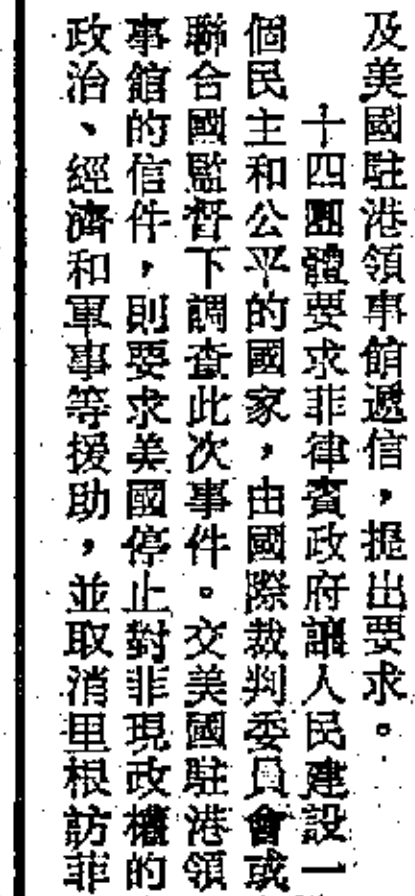 及美國駐港領事館遞信，提出要求。
十四團體要求菲律賓政府讓人民建設一
個民主和公平的國家，由國際裁判委員會或
聯合國監督下調查此次事件。交美國駐港領
事館的信件，則要求美國停止對菲現政權的
政治、經濟和軍事等援助，並取消里根訪菲